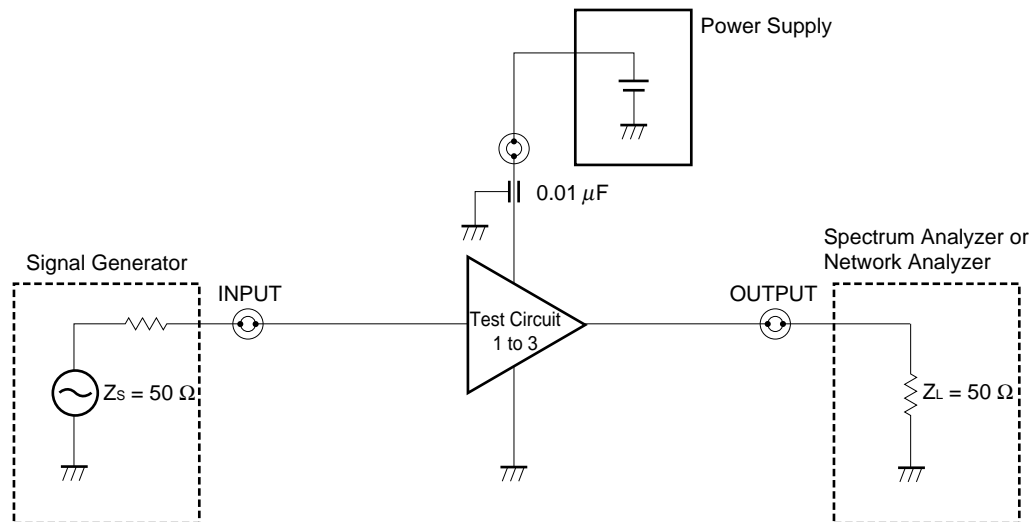 Power Supply
0.01 μF
Signal Generator
Spectrum Analyzer or
Network Analyzer
INPUT
OUTPUT
Test Circuit
1 to 3
ZS = 50 Ω
ZL = 50 Ω